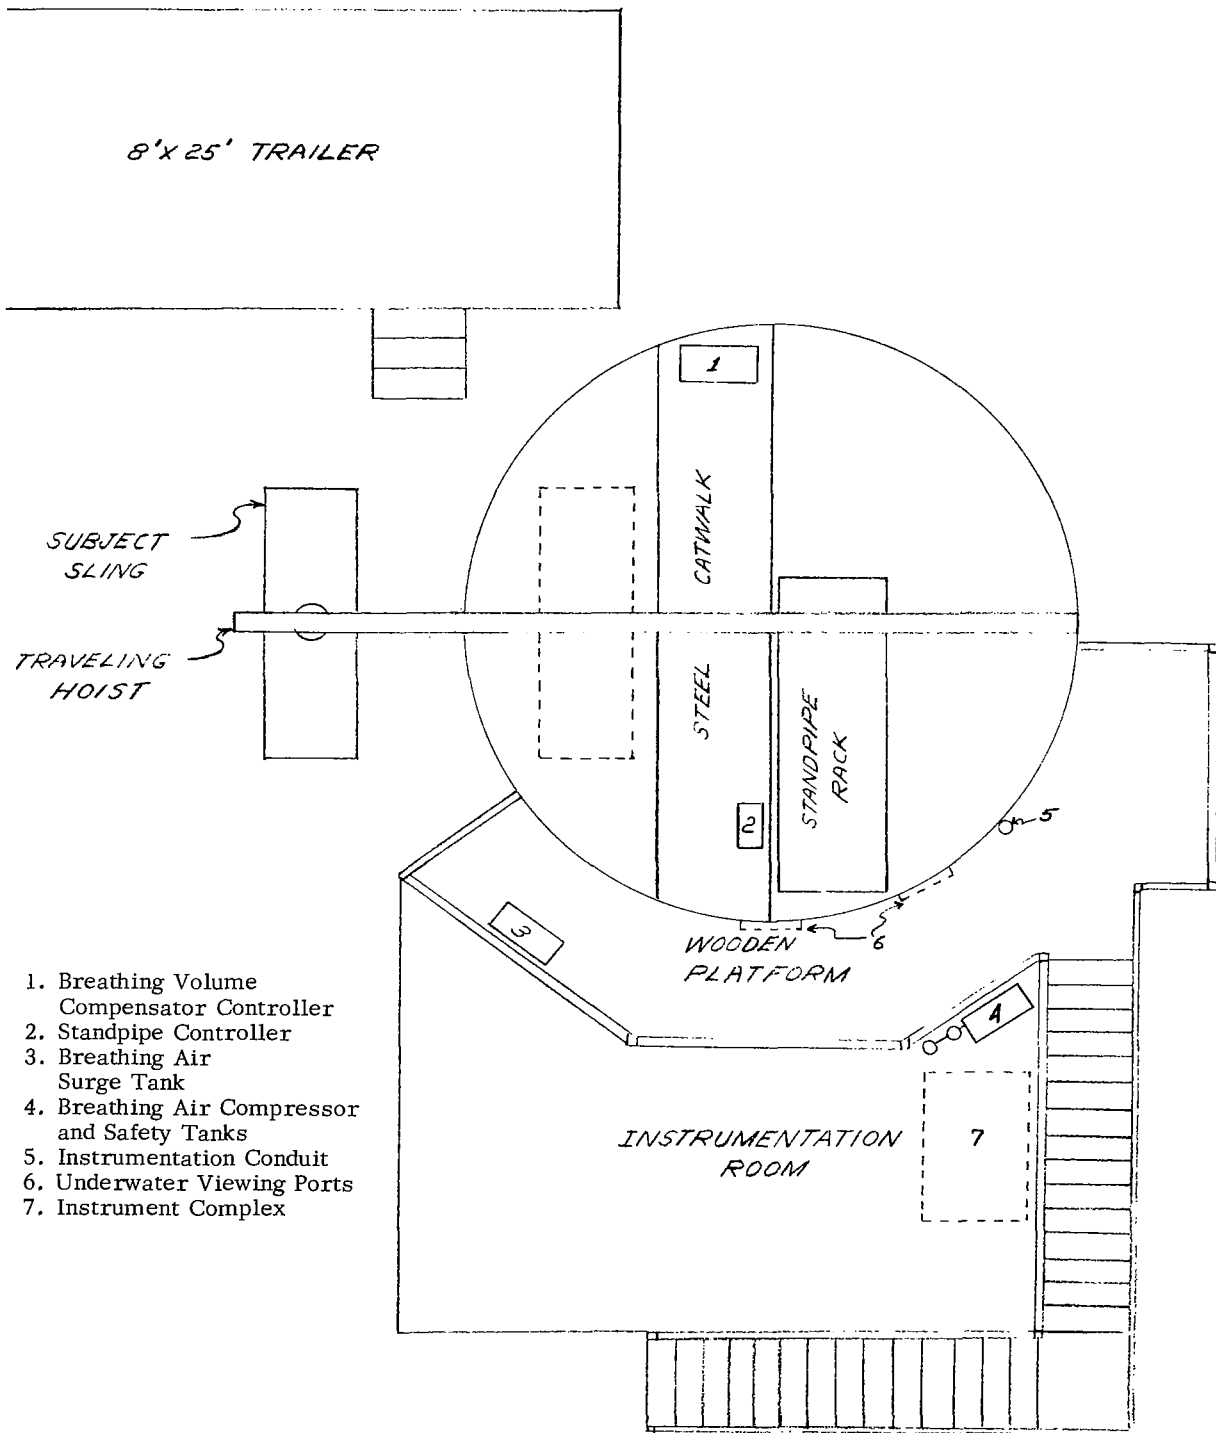 8'X 25' TRAILER
1
SUBJECT
SLING
TRAVELING
HOIST
STEEL CATWALK
STANDPIPE
RACK
2
5
3
6
WOODEN
PLATFORM
4
INSTRUMENTATION
ROOM
7
1. Breathing Volume
Compensator Controller
2. Standpipe Controller
3. Breathing Air
Surge Tank
4. Breathing Air Compressor
and Safety Tanks
5. Instrumentation Conduit
6. Underwater Viewing Ports
7. Instrument Complex